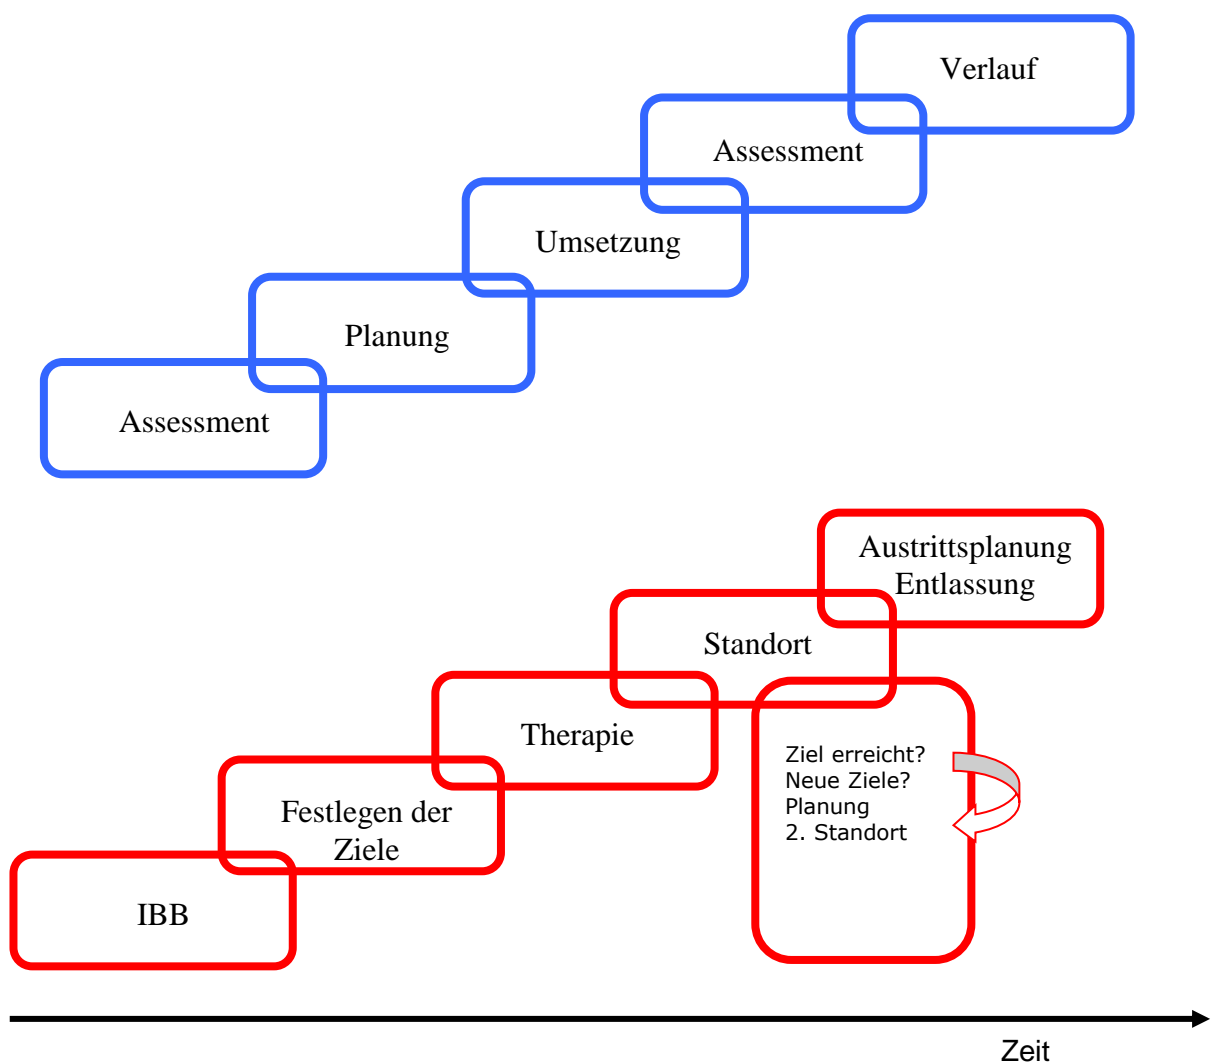 Verlauf
Assessment
Umsetzung
Planung
Assessment
Austrittsplanung
Entlassung
Standort
Therapie
Ziel erreicht?
Neue Ziele?
Planung
2. Standort
Festlegen der
Ziele
IBB
Zeit